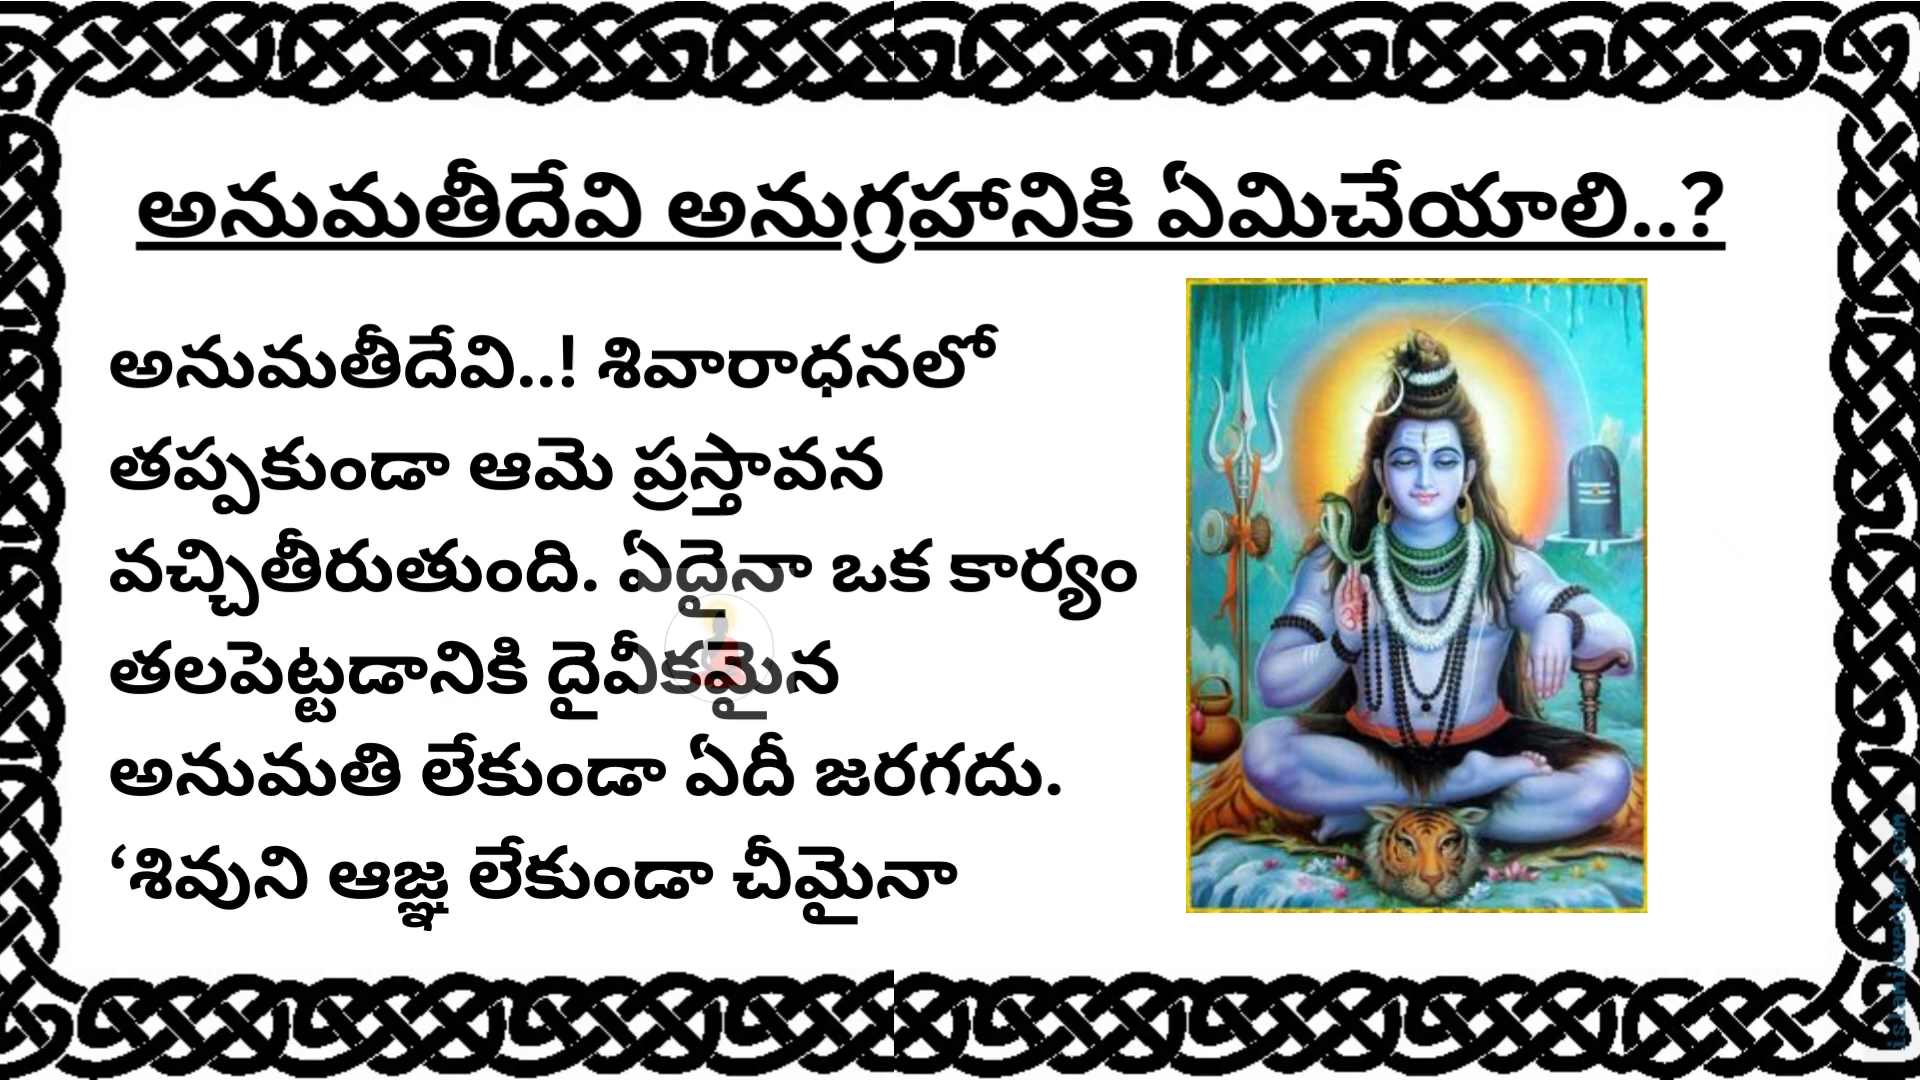 అనుమతీదేవి అనుగ్రహానికి ఏమిచేయాలి..?
అనుమతీదేవి..! శివారాధనలో
తప్పకుండా ఆమె ప్రస్తావన
వచ్చితీరుతుంది. ఏదైనా ఒక కార్యం
తలపెట్టడానికి దైవీకమైన
అనుమతి లేకుండా ఏదీ జరగదు.
‘శివుని ఆజ్ఞ లేకుండా చీమైనా